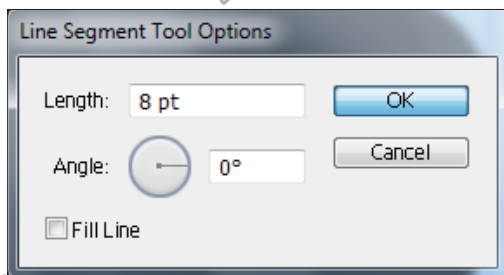 Line Segment Tool Options
Length: 8 pt OK
Angle: 0° Cancel
Fill Line